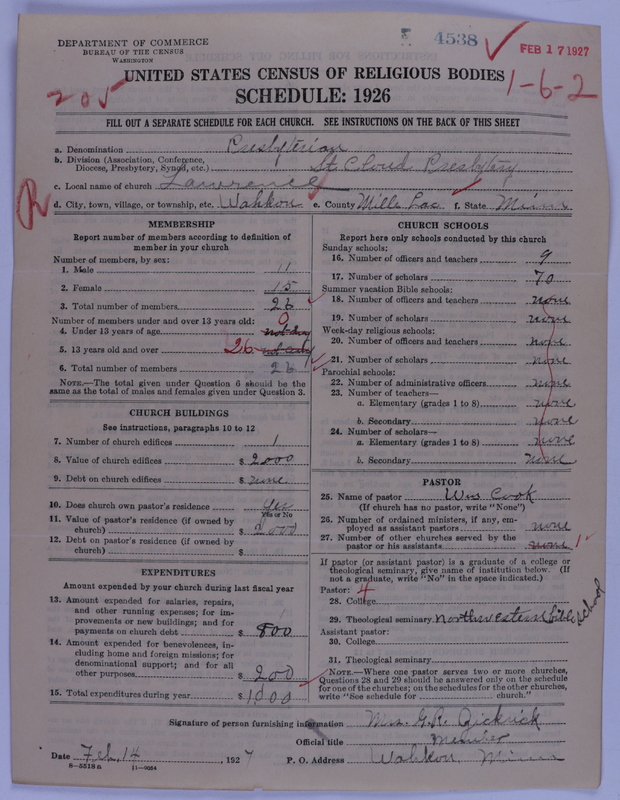 4538
FEB 17 1927
DEPARTMENT OF COMMERCE
BUREAU OF THE CENSUS
WASHINGTON
UNITED STATES CENSUS OF RELIGIOUS BODIES
1-6-2
205
SCHEDULE: 1926
FILL OUT A SEPARATE SCHEDULE FOR EACH CHURCH. SEE INSTRUCTIONS ON THE BACK OF THIS SHEET
a. Denomination Presbyterian
b. Division (Association, Conference, Diocese, Presbytery, Synod, etc.) St Cloud Presbytery
c. Local name of church Lawrence
R
d. City, town, village, or township, etc. Wahkon e. County Mille Lac f. State Minn
MEMBERSHIP
Report number of members according to definition of
member in your church
Number of members, by sex:
1. Male 11
2. Female 15
3. Total number of members 26
Number of members under and over 13 years old:
4. Under 13 years of age 0
5. 13 years old and over 26
6. Total number of members 26
NOTE.—The total given under Question 6 should be the
same as the total of males and females given under Question 3.
CHURCH BUILDINGS
See instructions, paragraphs 10 to 12
7. Number of church edifices 1
8. Value of church edifices $ 2000
9. Debt on church edifices $ none
10. Does church own pastor's residence Yes
Yes or No
11. Value of pastor's residence (if owned by
church) $ 2000
12. Debt on pastor's residence (if owned by
church) $
EXPENDITURES
Amount expended by your church during last fiscal year
13. Amount expended for salaries, repairs,
and other running expenses; for im-
provements or new buildings; and for
payments on church debt $ 800
14. Amount expended for benevolences, in-
cluding home and foreign missions; for
denominational support; and for all
other purposes $ 200
15. Total expenditures during year $ 1000
CHURCH SCHOOLS
Report here only schools conducted by this church
Sunday schools:
16. Number of officers and teachers 9
17. Number of scholars 70
Summer vacation Bible schools:
18. Number of officers and teachers none
19. Number of scholars none
Week-day religious schools:
20. Number of officers and teachers none
21. Number of scholars none
Parochial schools:
22. Number of administrative officers none
23. Number of teachers—
a. Elementary (grades 1 to 8) none
b. Secondary none
24. Number of scholars—
a. Elementary (grades 1 to 8) none
b. Secondary none
PASTOR
25. Name of pastor Wm Cook
(If church has no pastor, write "None")
26. Number of ordained ministers, if any, em-
ployed as assistant pastors none
27. Number of other churches served by the
pastor or his assistants none 1
If pastor (or assistant pastor) is a graduate of a college or
theological seminary, give name of institution below. (If
not a graduate, write "No" in the space indicated.)
Pastor: 4
28. College
29. Theological seminary Northwestern Bible School
Assistant pastor:
30. College
31. Theological seminary
NOTE.—Where one pastor serves two or more churches,
Questions 28 and 29 should be answered only on the schedule
for one of the churches; on the schedules for the other churches,
write "See schedule for church."
Signature of person furnishing information Mrs. G.R.
Official title Member
Date Feb, 14, 1927 P. O. Address Wahkon Minn
8—5518a 11—9054